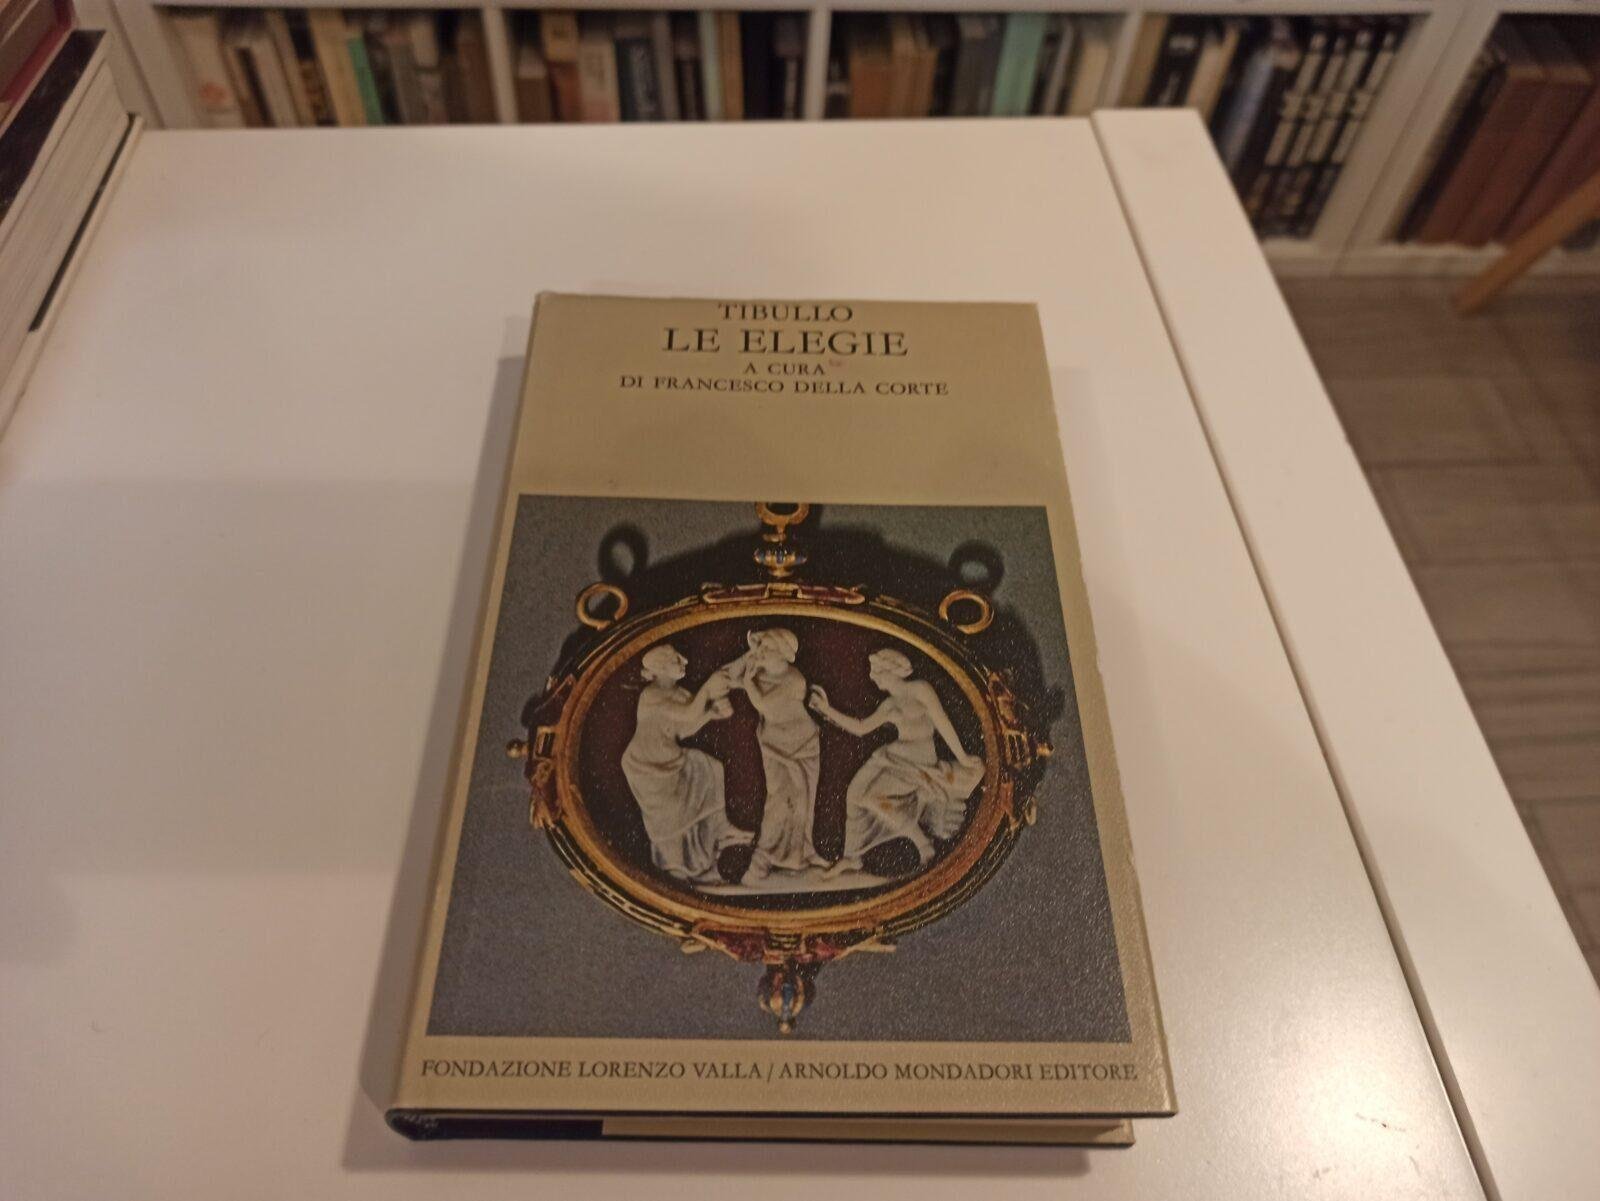 TIBULLO
LE ELEGIE
A CURA
DI FRANCESCO DELLA CORTE
FONDAZIONE LORENZO VALLA / ARNOLDO MONDADORI EDITORE